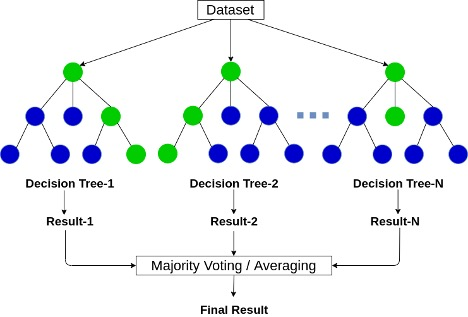 Dataset
Decision Tree-1
Decision Tree-2
Decision Tree-N
Result-1
Result-2
Result-N
Majority Voting / Averaging
Final Result